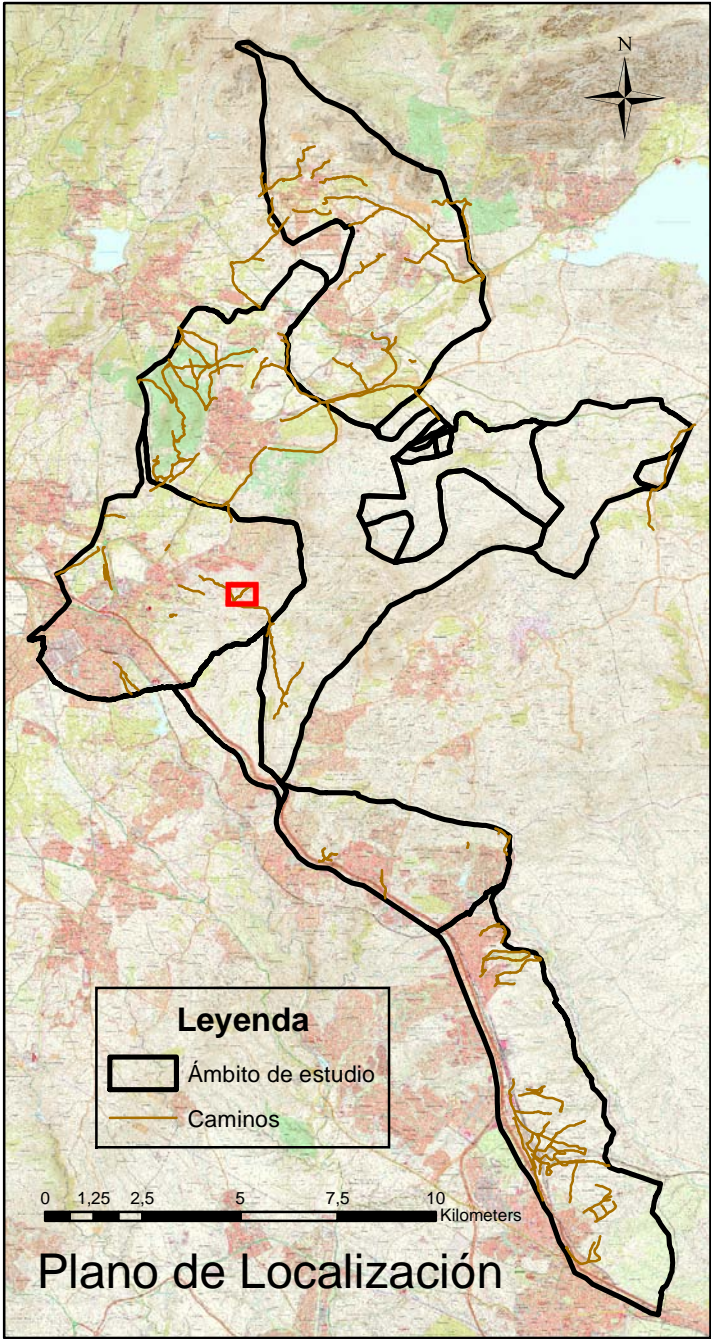 N
Leyenda
Ámbito de estudio
Caminos
0 1,25 2,5 5 7,5 10
Kilometers
Plano de Localización